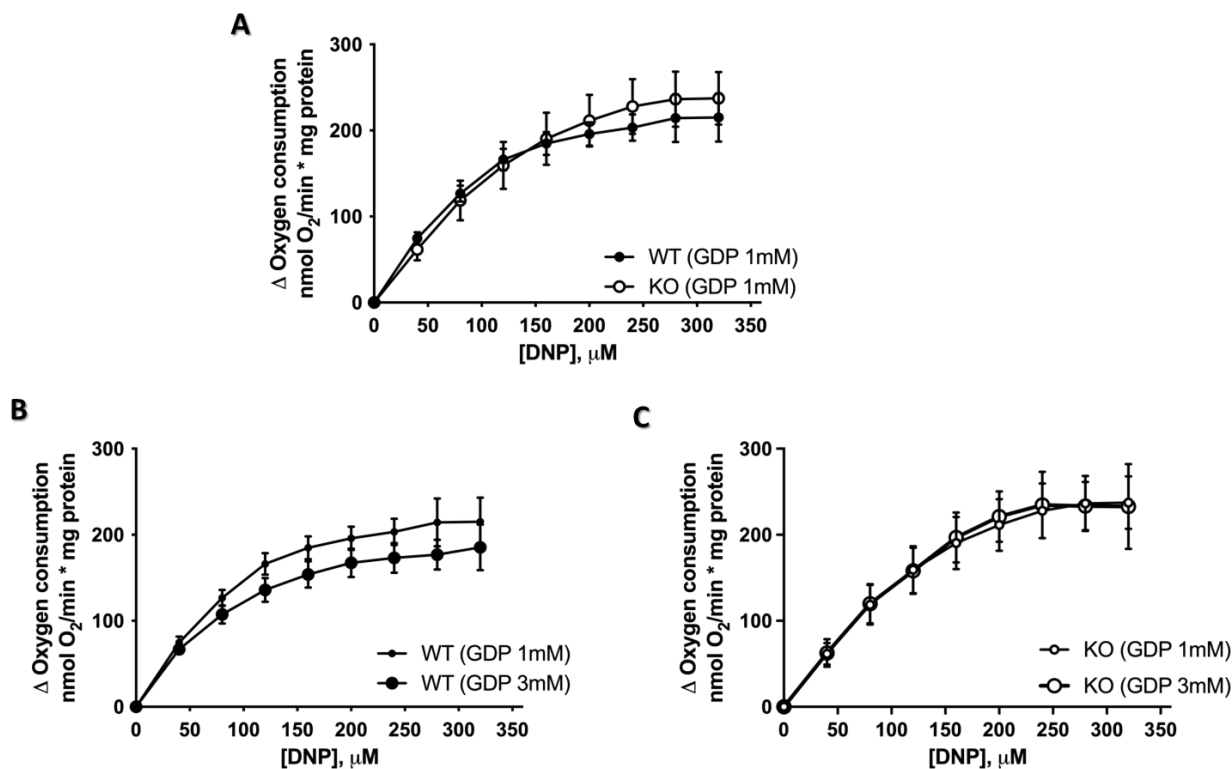 A
300
200
100
0
Δ Oxygen consumption
nmol O2/min * mg protein
WT (GDP 1mM)
KO (GDP 1mM)
0 50 100 150 200 250 300 350
[DNP], μM
B
300
200
100
0
Δ Oxygen consumption
nmol O2/min * mg protein
WT (GDP 1mM)
WT (GDP 3mM)
0 50 100 150 200 250 300 350
[DNP], μM
C
300
200
100
0
Δ Oxygen consumption
nmol O2/min * mg protein
KO (GDP 1mM)
KO (GDP 3mM)
0 50 100 150 200 250 300 350
[DNP], μM